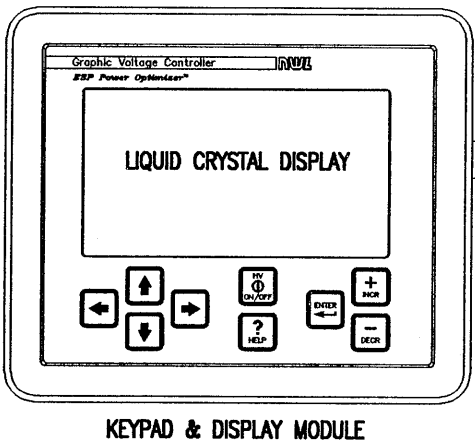 Graphic Voltage Controller NWL
ESP Power Optimizer™
LIQUID CRYSTAL DISPLAY
HV
ON/OFF
+
INCR
ENTER
?
HELP
−
DECR
KEYPAD & DISPLAY MODULE